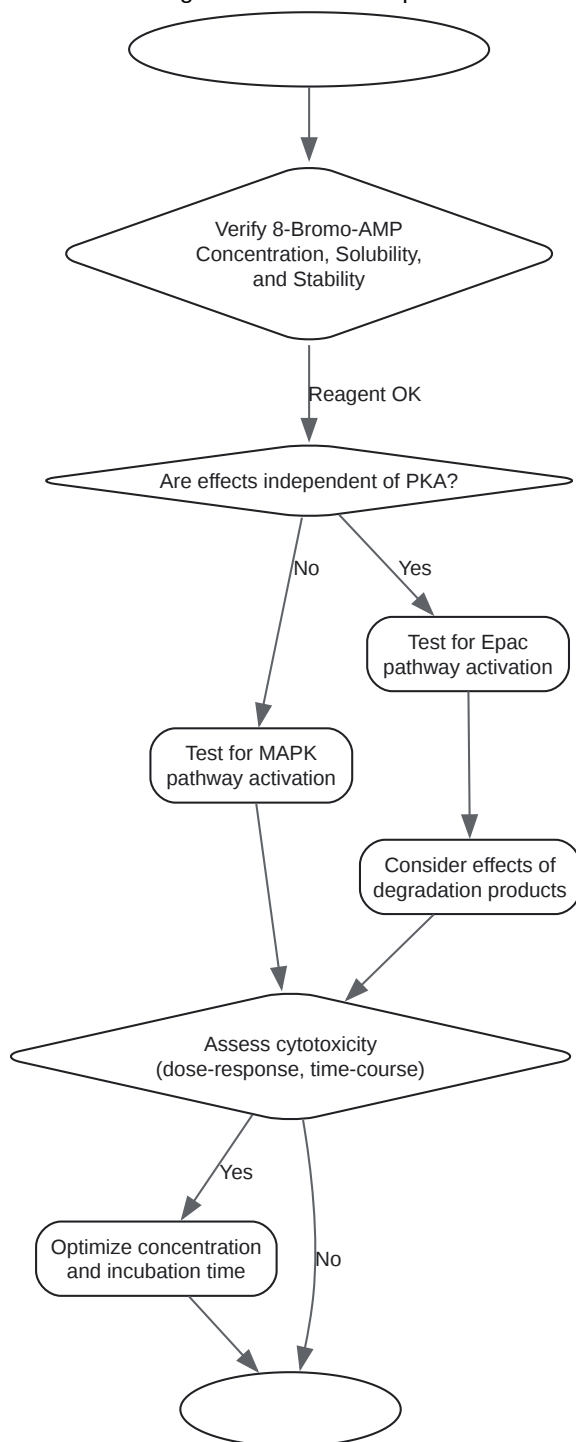 Verify 8-Bromo-AMP
Concentration, Solubility,
and Stability
Reagent OK
Are effects independent of PKA?
No
Yes
Test for Epac
pathway activation
Test for MAPK
pathway activation
Consider effects of
degradation products
Assess cytotoxicity
(dose-response, time-course)
Yes
Optimize concentration
and incubation time
No